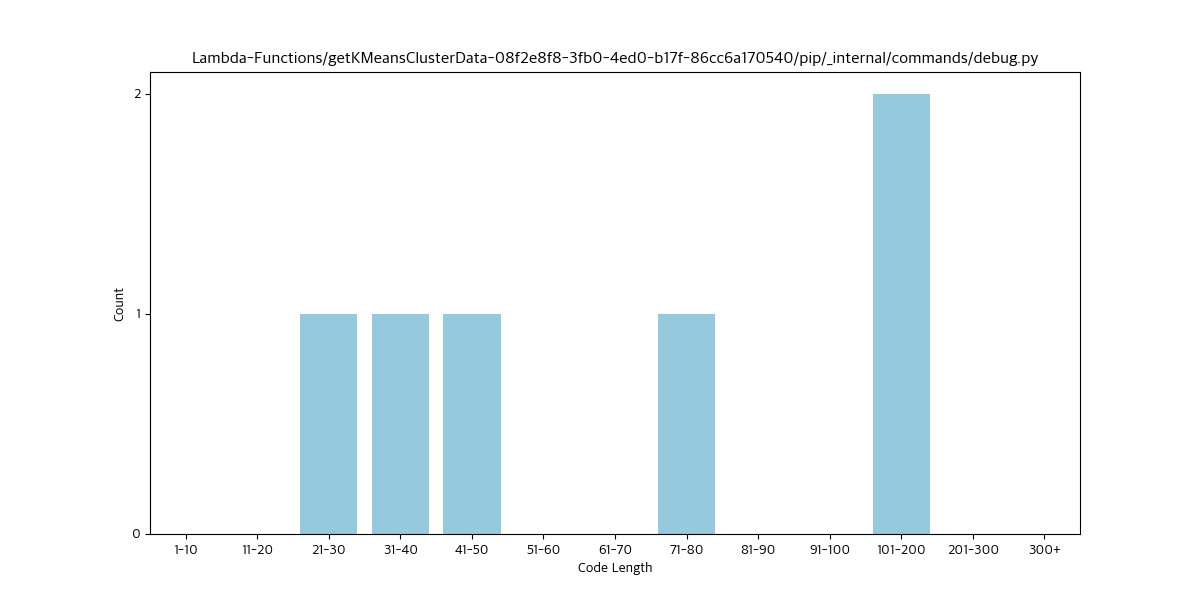 Lambda-Functions/getKMeansClusterData-08f2e8f8-3fb0-4ed0-b17f-86cc6a170540/pip/_internal/commands/debug.py
2
1
0
Count
1-10 11-20 21-30 31-40 41-50 51-60 61-70 71-80 81-90 91-100 101-200 201-300 300+
Code Length